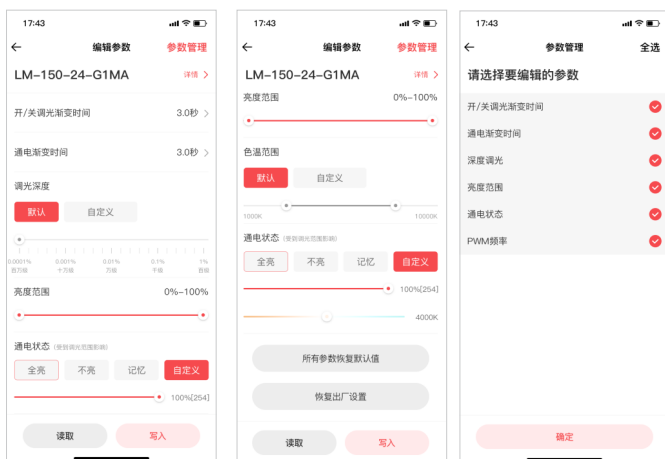 17:43
编辑参数
参数管理
LM-150-24-G1MA
详情
开/关调光渐变时间
3.0秒
通电渐变时间
3.0秒
调光深度
默认
自定义
0.0001%
0.001%
0.01%
0.1%
1%
百万级
十万级
万级
千级
百级
亮度范围
0%-100%
通电状态 (受到调光范围影响)
全亮
不亮
记忆
自定义
100%[254]
读取
写入
17:43
编辑参数
参数管理
LM-150-24-G1MA
详情
亮度范围
0%-100%
色温范围
默认
自定义
1000K
10000K
通电状态 (受到调光范围影响)
全亮
不亮
记忆
自定义
100%[254]
4000K
所有参数恢复默认值
恢复出厂设置
读取
写入
17:43
参数管理
全选
请选择要编辑的参数
开/关调光渐变时间
通电渐变时间
深度调光
亮度范围
通电状态
PWM频率
确定